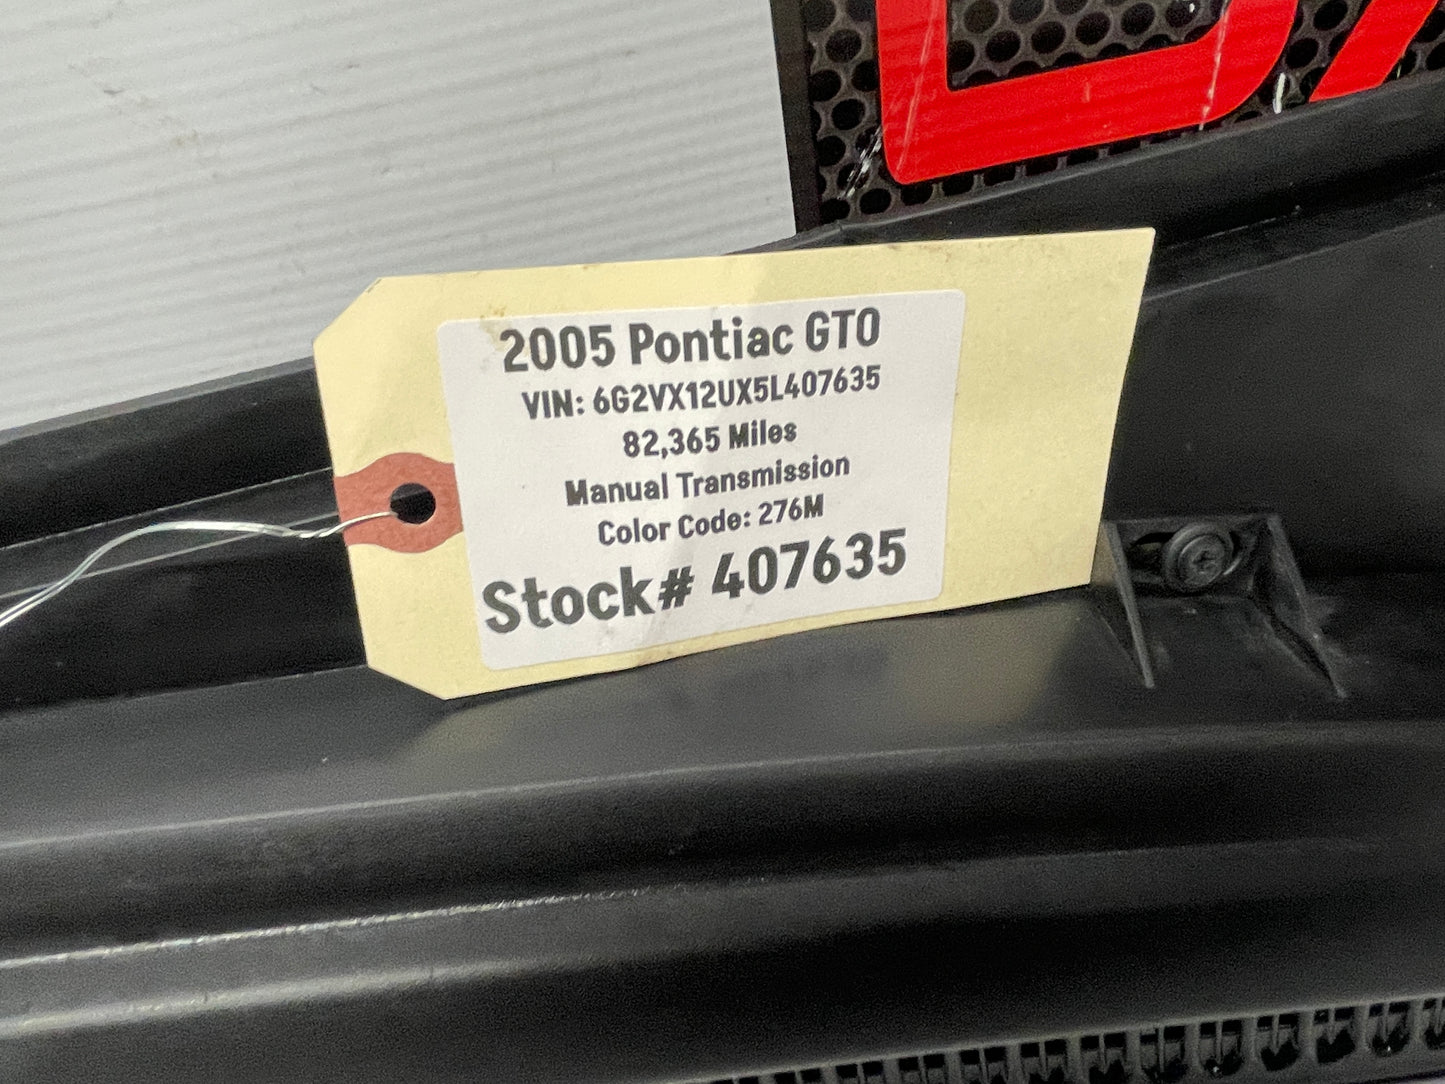 2005 Pontiac GTO
VIN: 6G2VX12UX5L407635
82,365 Miles
Manual Transmission
Color Code: 276M
Stock# 407635